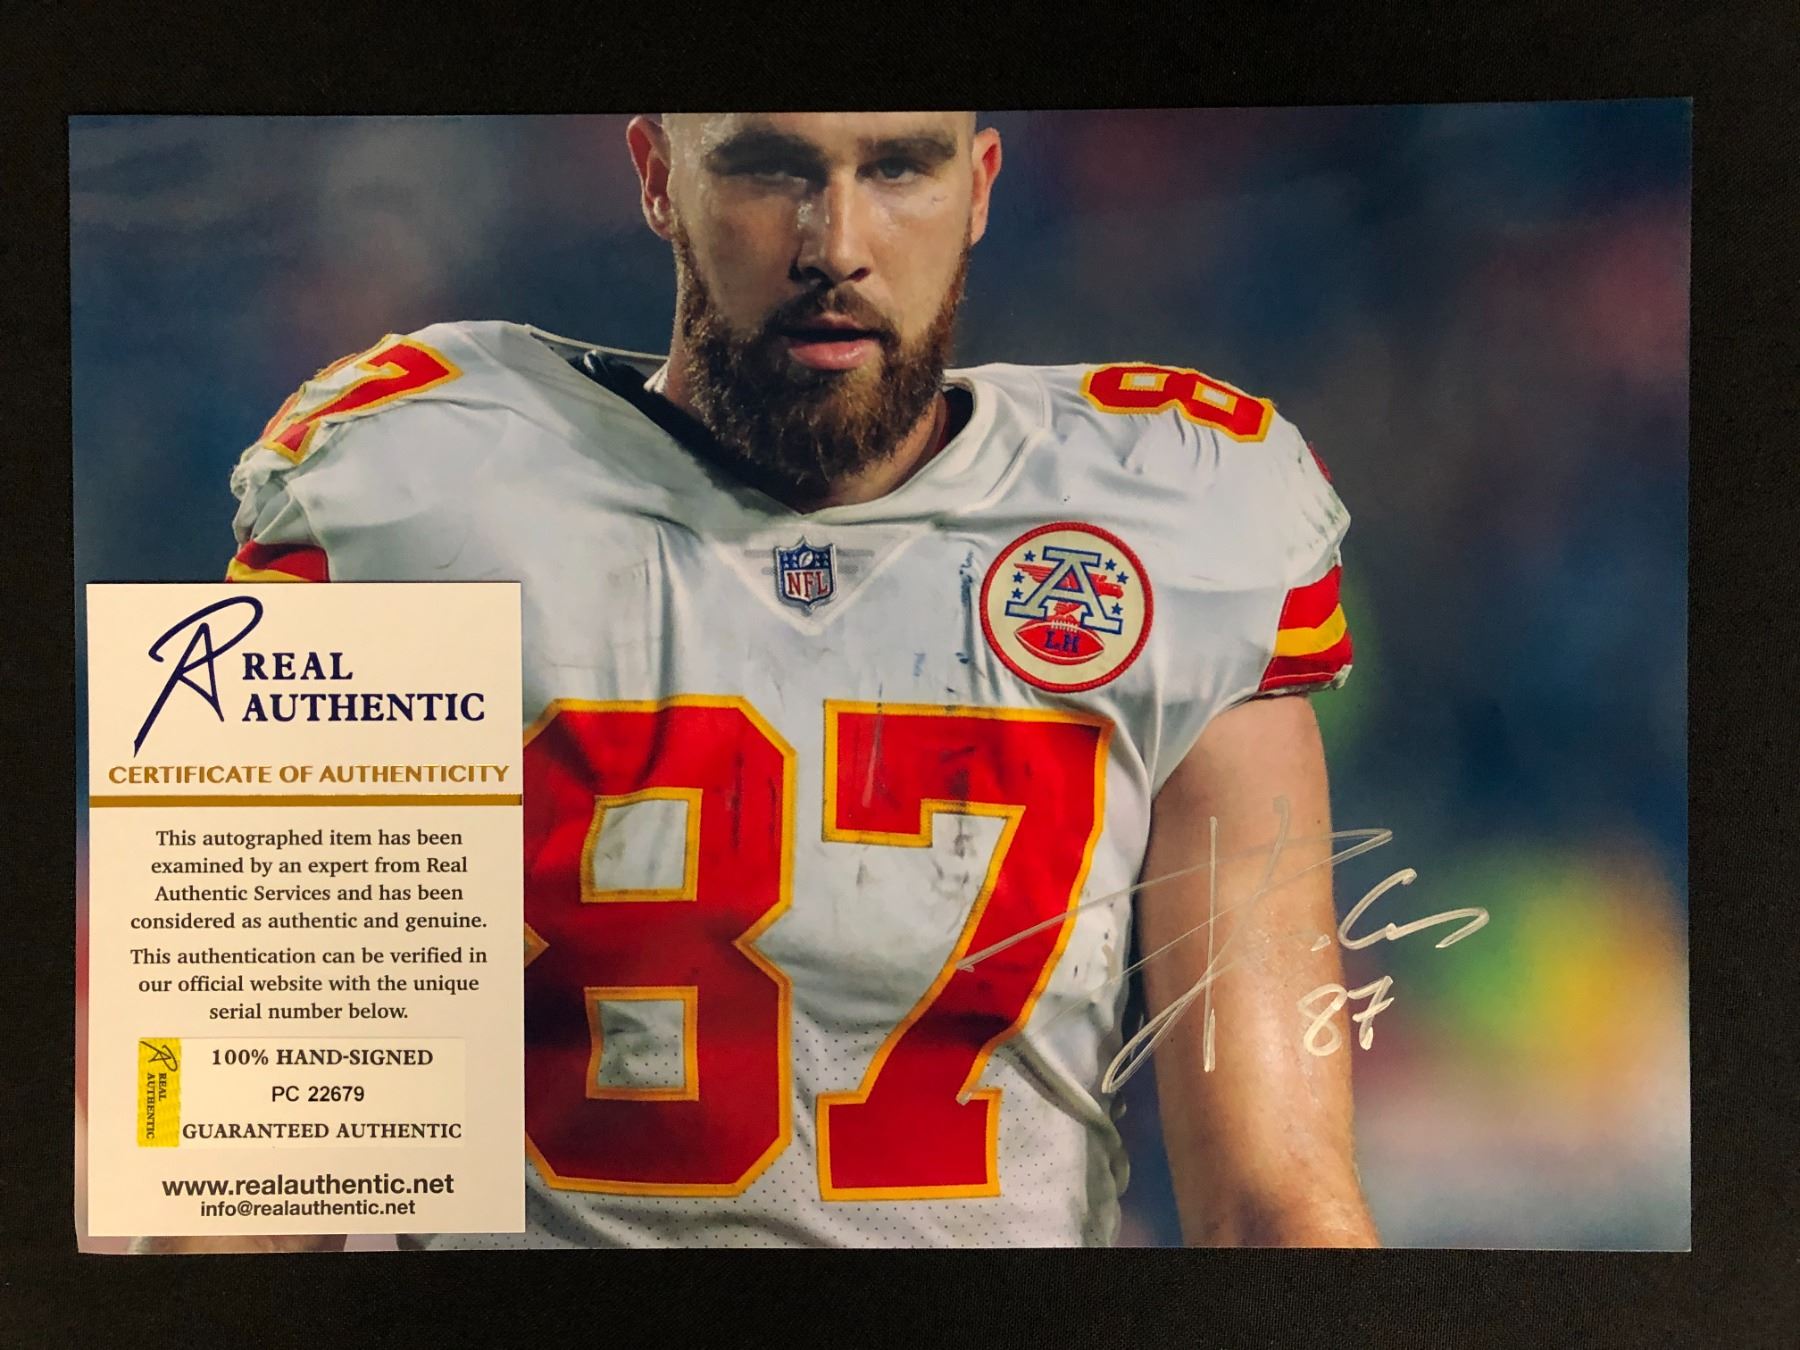 87
8
NFL
A
LH
87
87
REAL
AUTHENTIC
CERTIFICATE OF AUTHENTICITY
This autographed item has been
examined by an expert from Real
Authentic Services and has been
considered as authentic and genuine.
This authentication can be verified in
our official website with the unique
serial number below.
REAL
AUTHENTIC
100% HAND-SIGNED
PC 22679
GUARANTEED AUTHENTIC
www.realauthentic.net
info@realauthentic.net